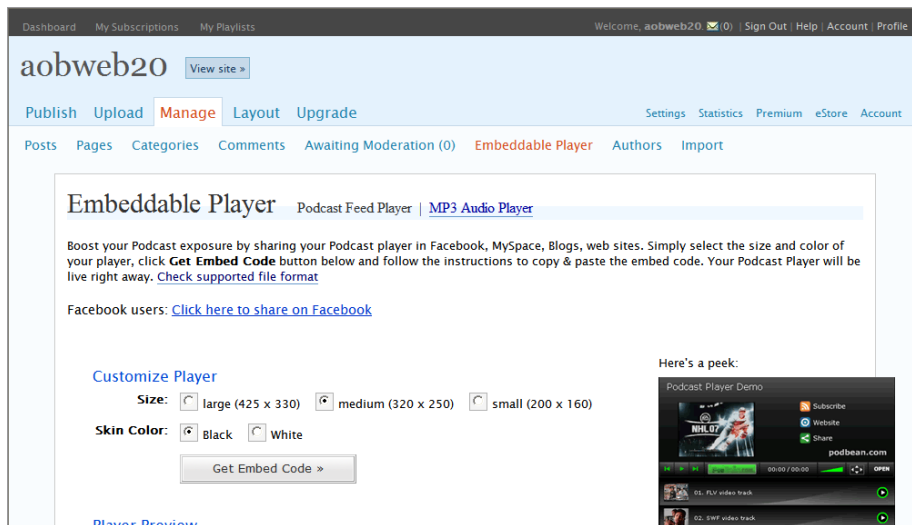 Dashboard My Subscriptions My Playlists Welcome, aobweb20. (0) | Sign Out | Help | Account | Profile
aobweb20 View site »
Publish Upload Manage Layout Upgrade Settings Statistics Premium eStore Account
Posts Pages Categories Comments Awaiting Moderation (0) Embeddable Player Authors Import
Embeddable Player Podcast Feed Player | MP3 Audio Player
Boost your Podcast exposure by sharing your Podcast player in Facebook, MySpace, Blogs, web sites. Simply select the size and color of
your player, click Get Embed Code button below and follow the instructions to copy & paste the embed code. Your Podcast Player will be
live right away. Check supported file format
Facebook users: Click here to share on Facebook
Here's a peek:
Customize Player
Size: large (425 x 330) medium (320 x 250) small (200 x 160)
Skin Color: Black White
Get Embed Code »
Player Preview
Podcast Player Demo
Subscribe
Website
Share
NHL07
podbean.com
00:00/00:00 OPEN
01. FLV video track
02. SWF video track